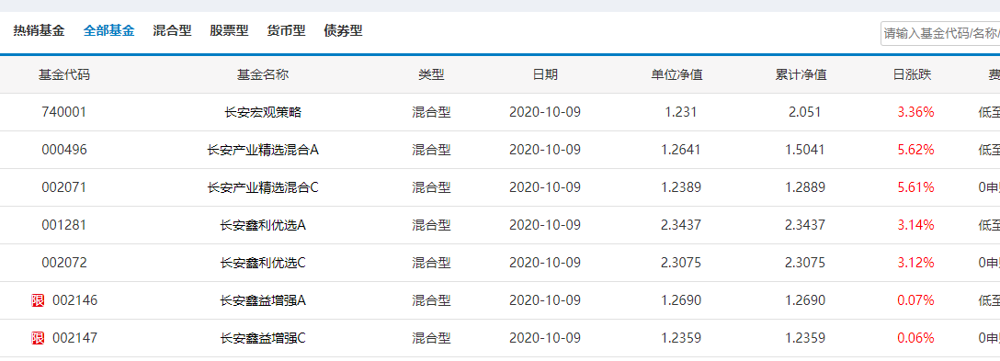 热销基金 全部基金 混合型 股票型 货币型 债券型 请输入基金代码/名称/
基金代码 基金名称 类型 日期 单位净值 累计净值 日涨跌 费
740001 长安宏观策略 混合型 2020-10-09 1.231 2.051 3.36% 低至
000496 长安产业精选混合A 混合型 2020-10-09 1.2641 1.5041 5.62% 低至
002071 长安产业精选混合C 混合型 2020-10-09 1.2389 1.2889 5.61% 0申
001281 长安鑫利优选A 混合型 2020-10-09 2.3437 2.3437 3.14% 低至
002072 长安鑫利优选C 混合型 2020-10-09 2.3075 2.3075 3.12% 0申
限 002146 长安鑫益增强A 混合型 2020-10-09 1.2690 1.2690 0.07% 低至
限 002147 长安鑫益增强C 混合型 2020-10-09 1.2359 1.2359 0.06% 0申